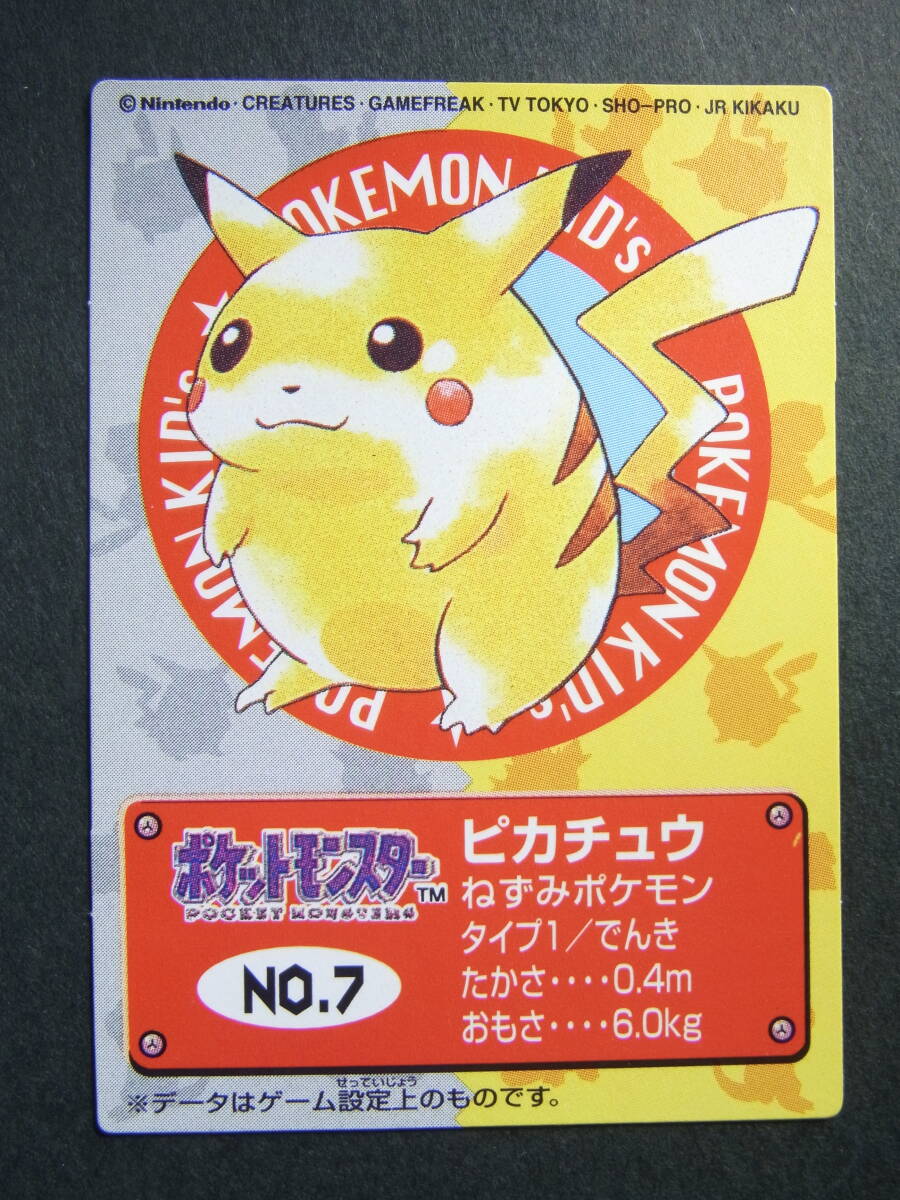 ©Nintendo・CREATURES・GAMEFREAK・TV TOKYO・SHO-PRO・JR KIKAKU
POKEMON KID's
POKEMON KID's
POKEMON KID's
ポケットモンスター™
POCKET MONSTERS
NO.7
ピカチュウ
ねずみポケモン
タイプ1／でんき
たかさ‥‥0.4m
おもさ‥‥6.0kg
せっていじょう
※データはゲーム設定上のものです。